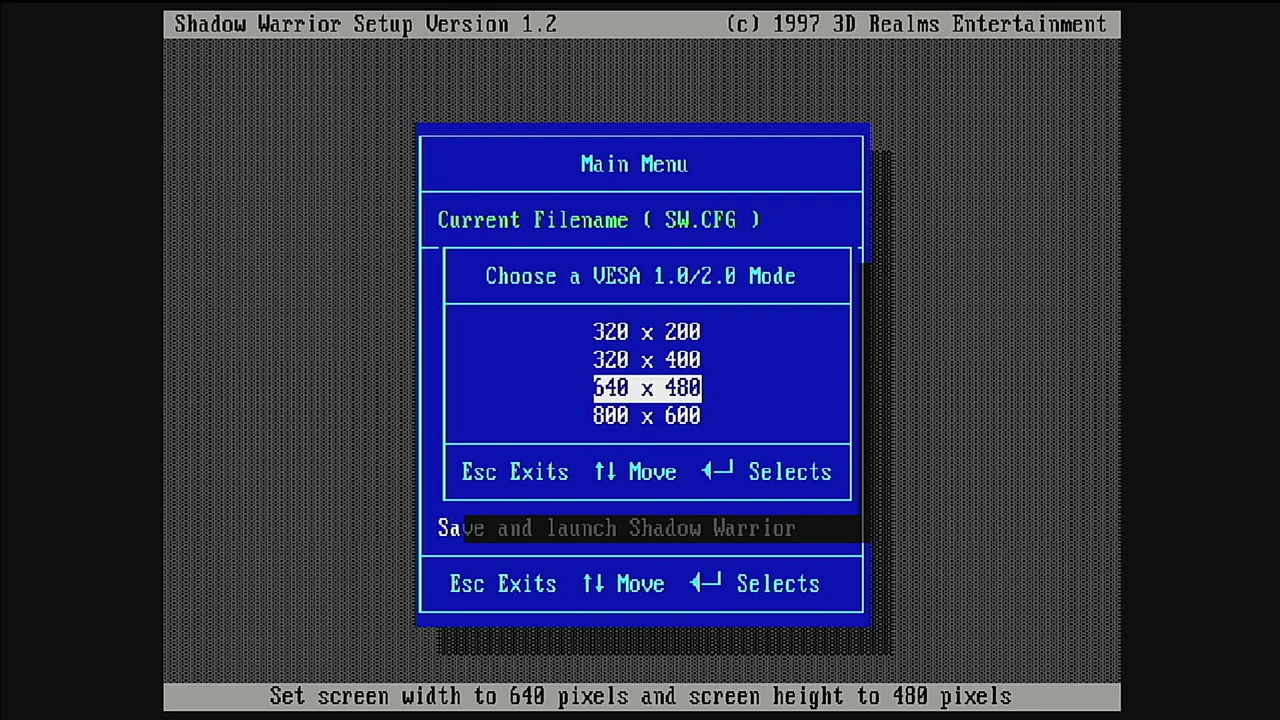 Shadow Warrior Setup Version 1.2 (c) 1997 3D Realms Entertainment
Main Menu
Current Filename ( SW.CFG )
Choose a VESA 1.0/2.0 Mode
320 x 200
320 x 400
640 x 480
800 x 600
Esc Exits ↑↓ Move ◄─┘ Selects
Save and launch Shadow Warrior
Esc Exits ↑↓ Move ◄─┘ Selects
Set screen width to 640 pixels and screen height to 480 pixels